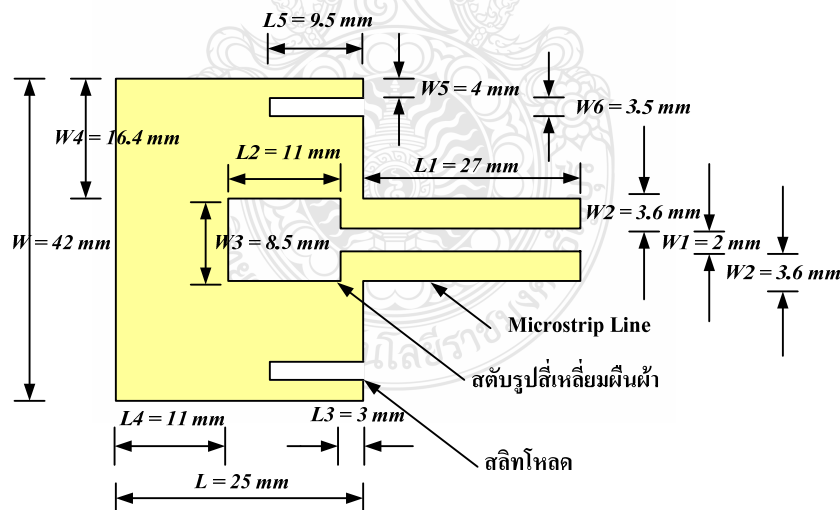 L5 = 9.5 mm
W5 = 4 mm
W6 = 3.5 mm
W4 = 16.4 mm
L2 = 11 mm
L1 = 27 mm
W2 = 3.6 mm
W3 = 8.5 mm
W = 42 mm
W1 = 2 mm
W2 = 3.6 mm
Microstrip Line
สตับรูปสี่เหลี่ยมผืนผ้า
L4 = 11 mm
L3 = 3 mm
สลิทโหลด
L = 25 mm